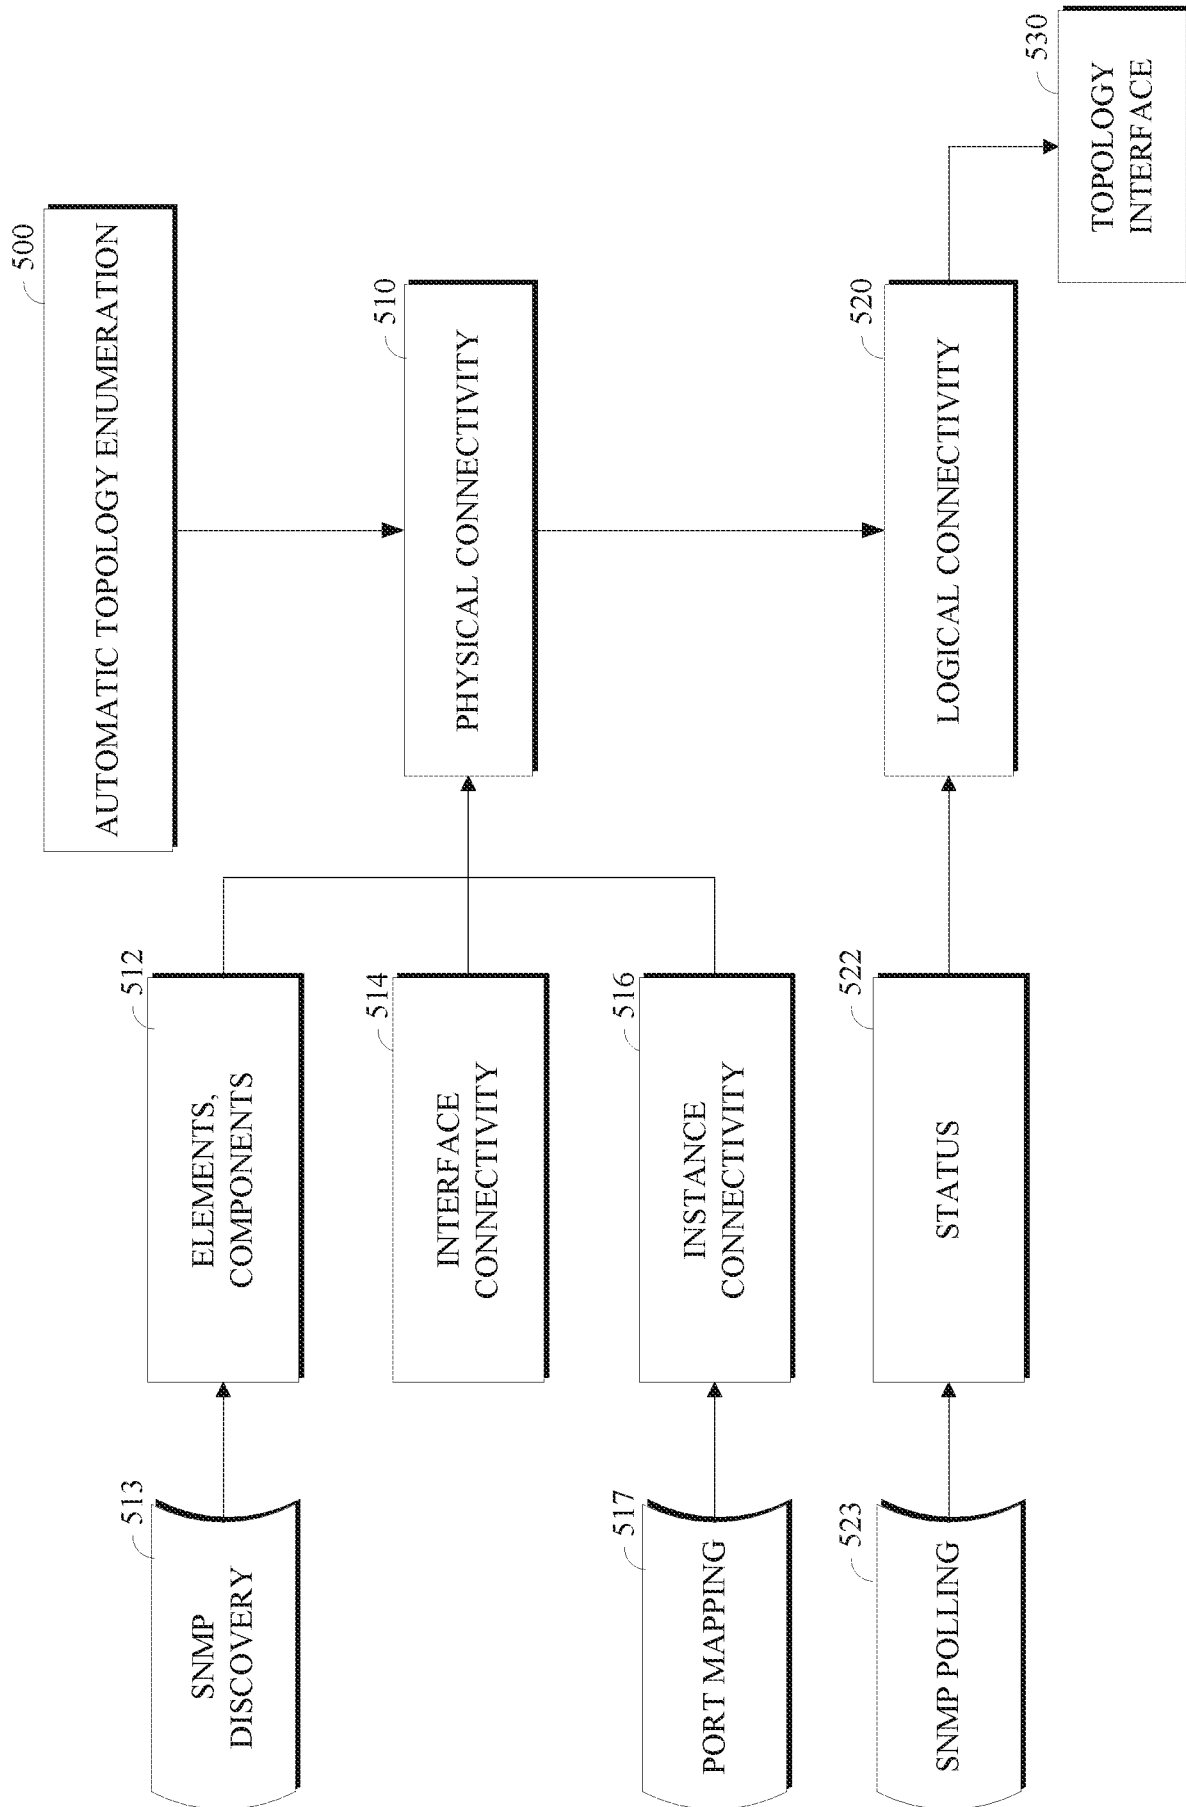 500
AUTOMATIC TOPOLOGY ENUMERATION
513
SNMP
DISCOVERY
512
ELEMENTS,
COMPONENTS
514
INTERFACE
CONNECTIVITY
510
PHYSICAL CONNECTIVITY
517
PORT MAPPING
516
INSTANCE
CONNECTIVITY
523
SNMP POLLING
522
STATUS
520
LOGICAL CONNECTIVITY
530
TOPOLOGY
INTERFACE